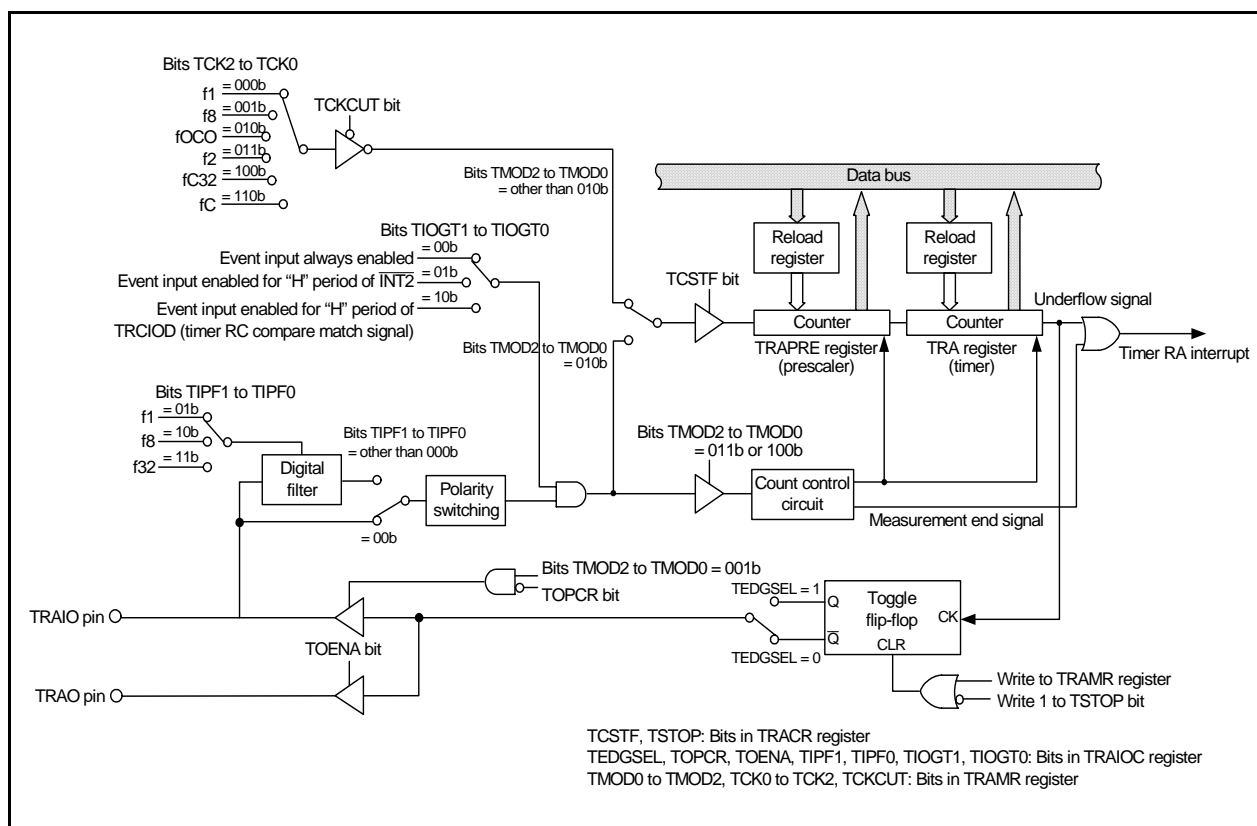 Bits TCK2 to TCK0
f1 = 000b
f8 = 001b
fOCO = 010b
f2 = 011b
fC32 = 100b
fC = 110b
TCKCUT bit
Bits TMOD2 to TMOD0
= other than 010b
Data bus
Reload
register
Reload
register
Bits TIOGT1 to TIOGT0
Event input always enabled = 00b
Event input enabled for “H” period of INT2 = 01b
Event input enabled for “H” period of
TRCIOD (timer RC compare match signal)
= 10b
TCSTF bit
Counter
Counter
Underflow signal
TRAPRE register
(prescaler)
TRA register
(timer)
Timer RA interrupt
Bits TMOD2 to TMOD0
= 010b
Bits TIPF1 to TIPF0
f1 = 01b
f8 = 10b
f32 = 11b
Bits TIPF1 to TIPF0
= other than 000b
Digital
filter
= 00b
Polarity
switching
Bits TMOD2 to TMOD0
= 011b or 100b
Count control
circuit
Measurement end signal
Bits TMOD2 to TMOD0 = 001b
TOPCR bit
TRAIO pin
TOENA bit
TRAO pin
TEDGSEL = 1
TEDGSEL = 0
Q
Toggle
flip-flop
Q
CK
CLR
Write to TRAMR register
Write 1 to TSTOP bit
TCSTF, TSTOP: Bits in TRACR register
TEDGSEL, TOPCR, TOENA, TIPF1, TIPF0, TIOGT1, TIOGT0: Bits in TRAIOC register
TMOD0 to TMOD2, TCK0 to TCK2, TCKCUT: Bits in TRAMR register